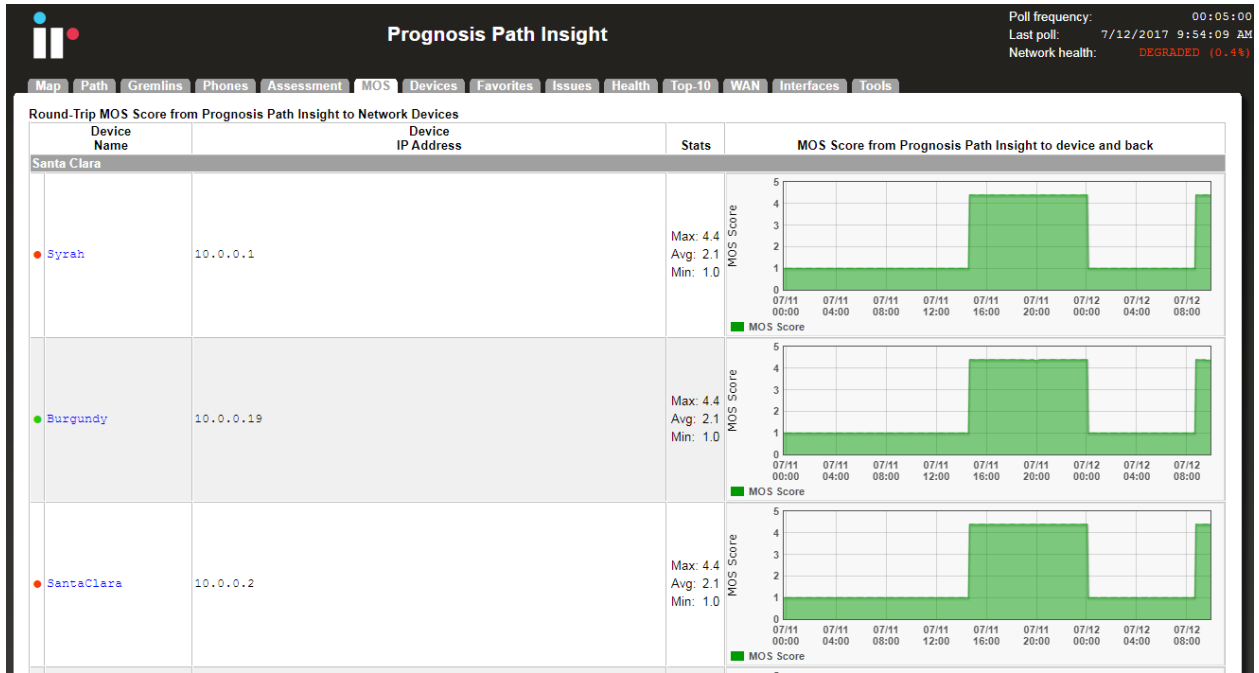 Prognosis Path Insight
Poll frequency: 00:05:00
Last poll: 7/12/2017 9:54:09 AM
Network health: DEGRADED (0.4%)
Map Path Gremlins Phones Assessment MOS Devices Favorites Issues Health Top-10 WAN Interfaces Tools
Round-Trip MOS Score from Prognosis Path Insight to Network Devices
Device Name Device IP Address Stats MOS Score from Prognosis Path Insight to device and back
Santa Clara
Syrah 10.0.0.1
Max: 4.4
Avg: 2.1
Min: 1.0
MOS Score
5
4
3
2
1
0
07/11 07/11 07/11 07/11 07/11 07/11 07/12 07/12 07/12
00:00 04:00 08:00 12:00 16:00 20:00 00:00 04:00 08:00
MOS Score
Burgundy 10.0.0.19
Max: 4.4
Avg: 2.1
Min: 1.0
MOS Score
5
4
3
2
1
0
07/11 07/11 07/11 07/11 07/11 07/11 07/12 07/12 07/12
00:00 04:00 08:00 12:00 16:00 20:00 00:00 04:00 08:00
MOS Score
SantaClara 10.0.0.2
Max: 4.4
Avg: 2.1
Min: 1.0
MOS Score
5
4
3
2
1
0
07/11 07/11 07/11 07/11 07/11 07/11 07/12 07/12 07/12
00:00 04:00 08:00 12:00 16:00 20:00 00:00 04:00 08:00
MOS Score